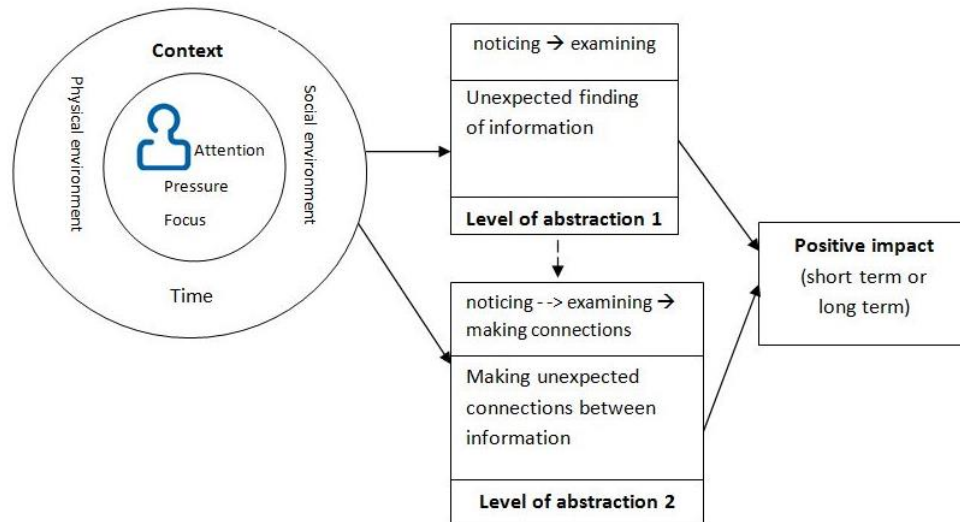 Context
Physical environment
Social environment
Attention
Pressure
Focus
Time
noticing → examining
Unexpected finding
of information
Level of abstraction 1
noticing --> examining →
making connections
Making unexpected
connections between
information
Level of abstraction 2
Positive impact
(short term or
long term)